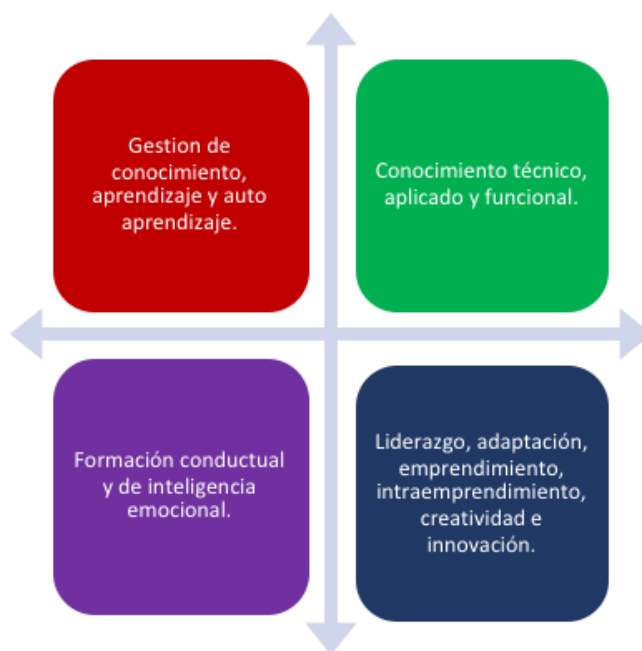 Gestion de
conocimiento,
aprendizaje y auto
aprendizaje.
Conocimiento técnico,
aplicado y funcional.
Formación conductual
y de inteligencia
emocional.
Liderazgo, adaptación,
emprendimiento,
intraemprendimiento,
creatividad e
innovación.